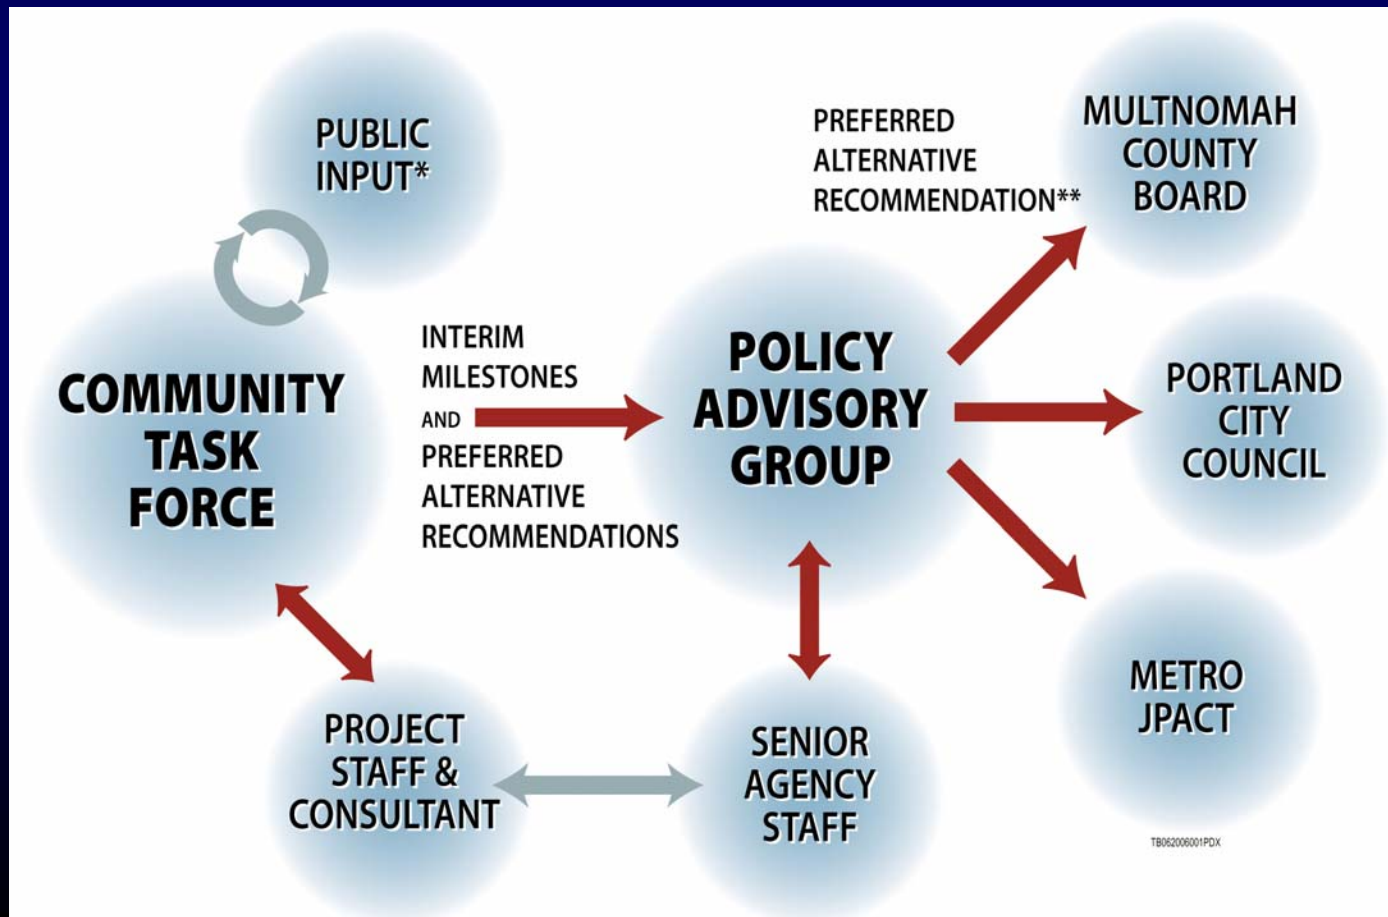 PUBLIC
INPUT*
COMMUNITY
TASK
FORCE
INTERIM
MILESTONES
AND
PREFERRED
ALTERNATIVE
RECOMMENDATIONS
POLICY
ADVISORY
GROUP
PREFERRED
ALTERNATIVE
RECOMMENDATION**
MULTNOMAH
COUNTY
BOARD
PORTLAND
CITY
COUNCIL
METRO
JPACT
PROJECT
STAFF &
CONSULTANT
SENIOR
AGENCY
STAFF
TB062006001PDX